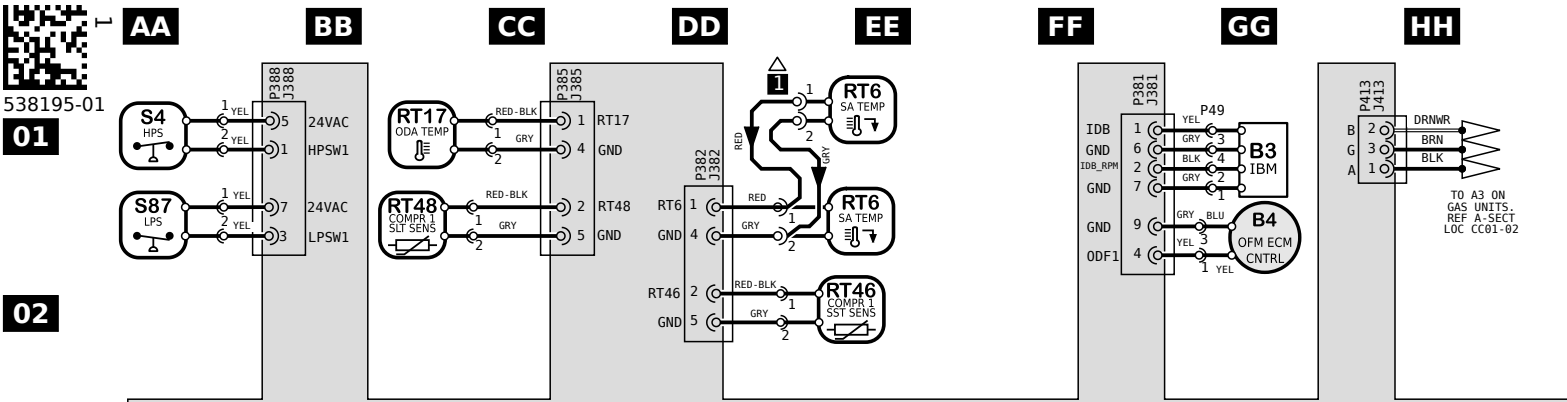 1
AA BB CC DD EE FF GG HH
538195-01
01
S4
HPS
1 YEL
2 YEL
P388
J388
5 24VAC
1 HPSW1
S87
LPS
1 YEL
2 YEL
7 24VAC
3 LPSW1
RT17
ODA TEMP
RED-BLK
1
GRY
2
P385
J385
1 RT17
4 GND
RT48
COMPR 1
SLT SENS
RED-BLK
1
GRY
2
2 RT48
5 GND
P382
J382
RT6 1
GND 4
RED
1
GRY
2
RED
GRY
1
1
2
RT6
SA TEMP
RT6
SA TEMP
RT46 2
GND 5
RED-BLK
1
GRY
2
RT46
COMPR 1
SST SENS
P381
J381
P49
IDB 1 YEL
GND 6 GRY 3
IDB_RPM 2 BLK 4
GND 7 GRY 2
1
B3
IBM
GND 9 GRY BLU
3
ODF1 4 YEL
1 YEL
B4
OFM ECM
CNTRL
P413
J413
B 2 DRNWR
G 3 BRN
A 1 BLK
TO A3 ON
GAS UNITS.
REF A-SECT
LOC CC01-02
02